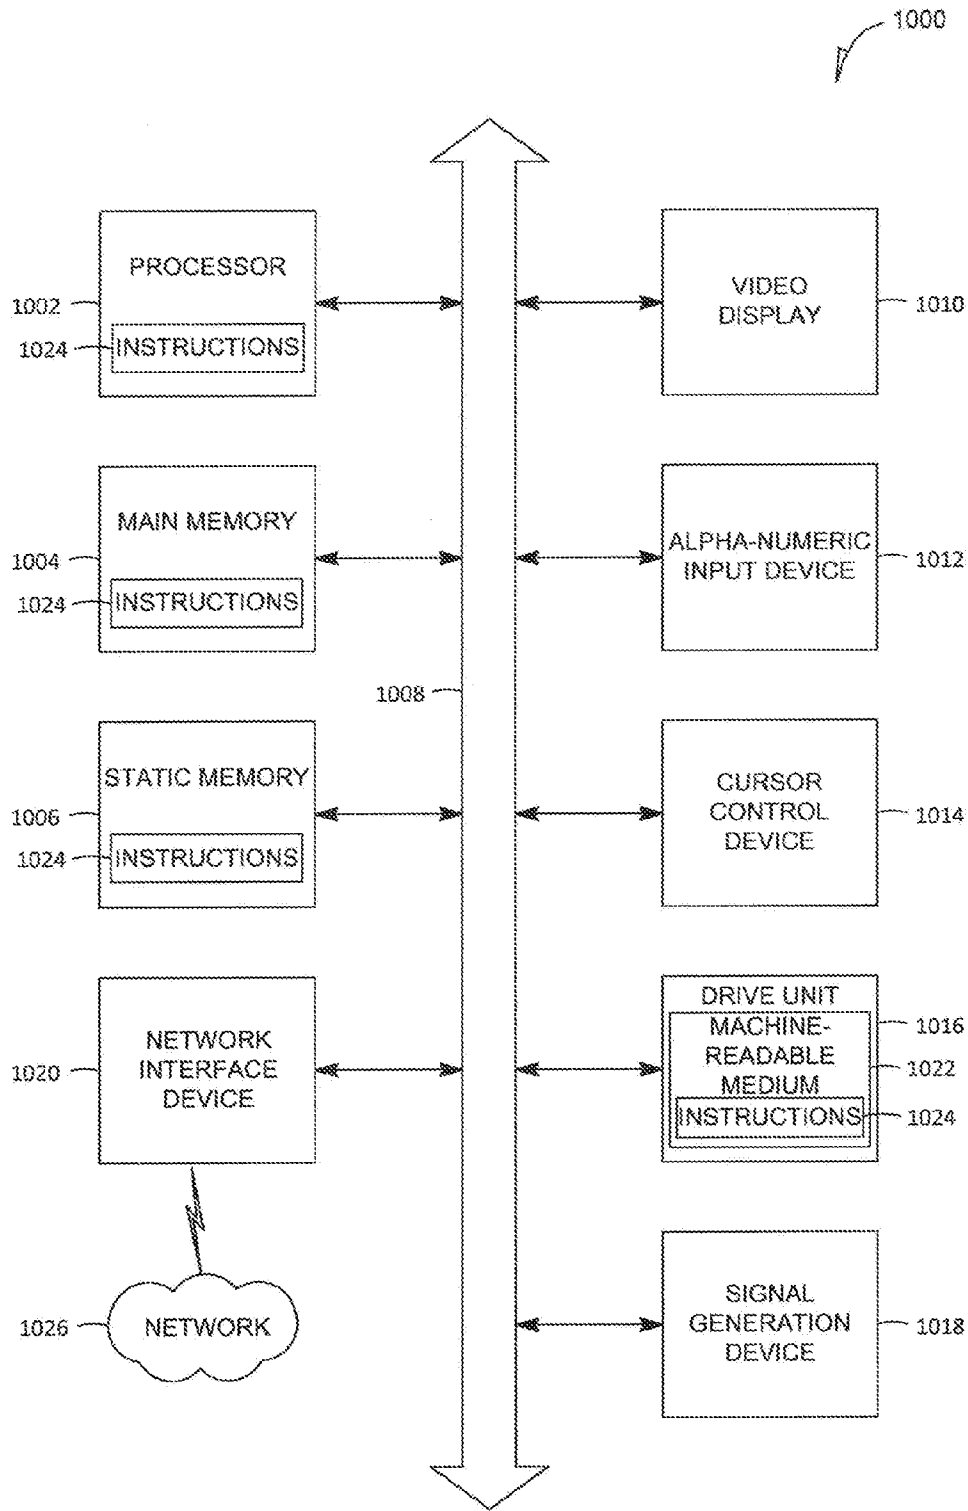 1000
PROCESSOR
1002
1024
INSTRUCTIONS
MAIN MEMORY
1004
1024
INSTRUCTIONS
1008
STATIC MEMORY
1006
1024
INSTRUCTIONS
NETWORK
INTERFACE
DEVICE
1020
NETWORK
1026
VIDEO
DISPLAY
1010
ALPHA-NUMERIC
INPUT DEVICE
1012
CURSOR
CONTROL
DEVICE
1014
DRIVE UNIT
1016
MACHINE-
READABLE
MEDIUM
1022
INSTRUCTIONS
1024
SIGNAL
GENERATION
DEVICE
1018